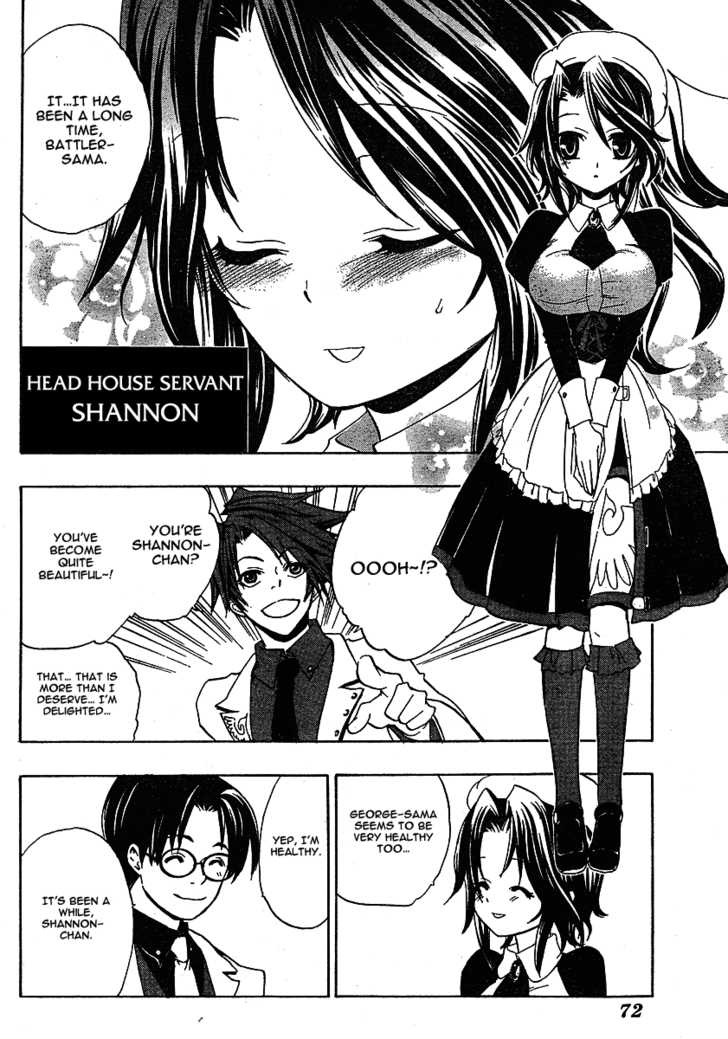 IT...IT HAS
BEEN A LONG
TIME,
BATTLER-
SAMA.
HEAD HOUSE SERVANT
SHANNON
OOOH~!?
YOU'RE
SHANNON-
CHAN?
YOU'VE
BECOME
QUITE
BEAUTIFUL~!
THAT... THAT IS
MORE THAN I
DESERVE... I'M
DELIGHTED...
GEORGE-SAMA
SEEMS TO BE
VERY HEALTHY
TOO...
YEP, I'M
HEALTHY.
IT'S BEEN A
WHILE,
SHANNON-
CHAN.
72